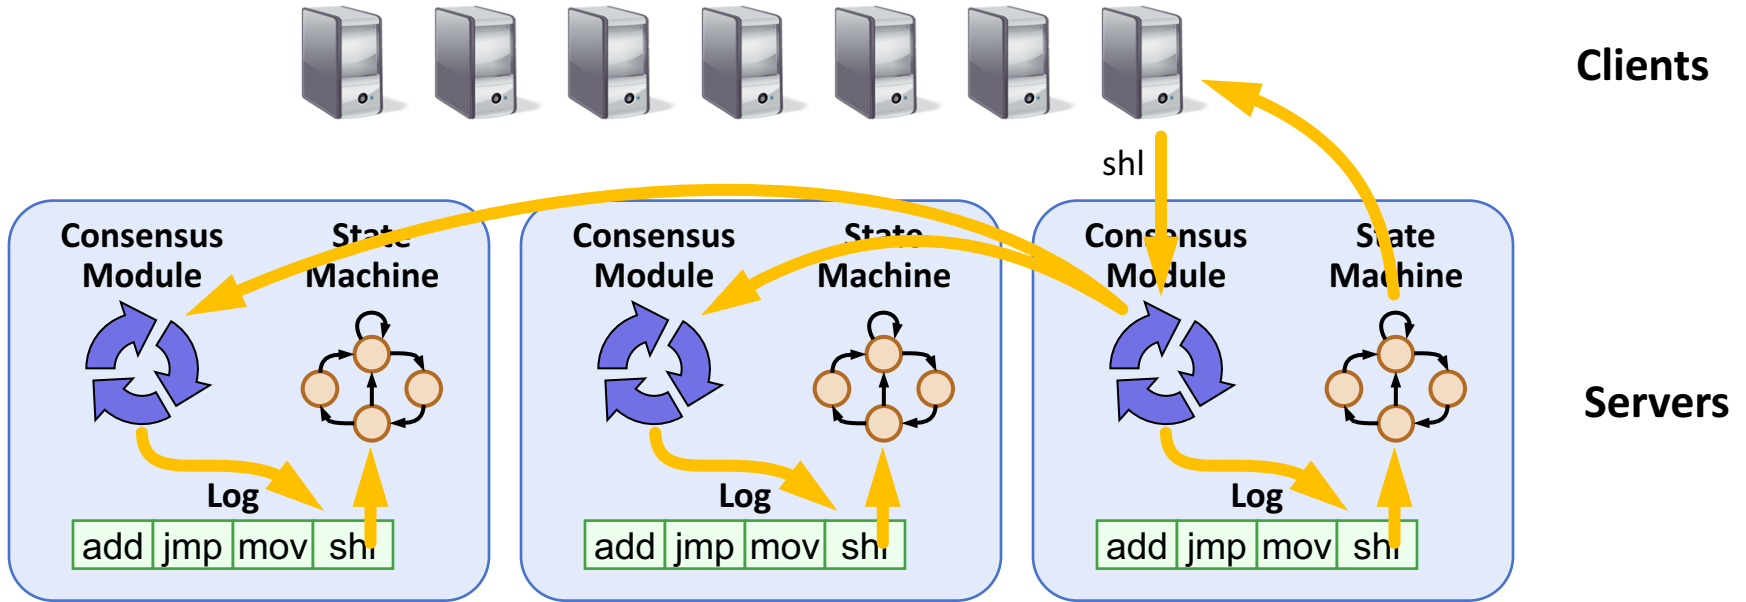 Clients
shl
Consensus
Module
State
Machine
Log
add jmp mov shl
Consensus
Module
State
Machine
Log
add jmp mov shl
Consensus
Module
State
Machine
Log
add jmp mov shl
Servers